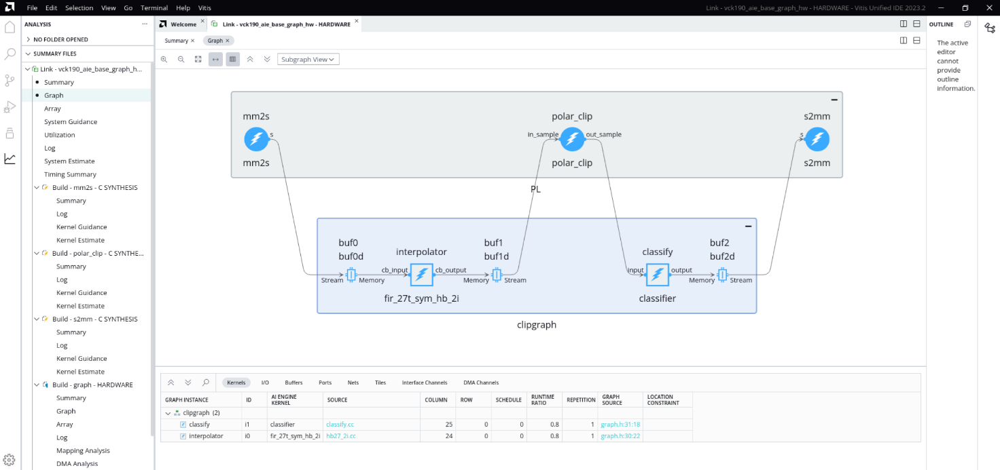 File Edit Selection View Go Terminal Help Vitis
Link - vck190_aie_base_graph_hw - HARDWARE - Vitis Unified IDE 2023.2
ANALYSIS
NO FOLDER OPENED
SUMMARY FILES
Link - vck190_aie_base_graph_h...
Summary
Graph
Array
System Guidance
Utilization
Log
System Estimate
Timing Summary
Build - mm2s - C SYNTHESIS
Summary
Log
Kernel Guidance
Kernel Estimate
Build - polar_clip - C SYNTHE...
Summary
Log
Kernel Guidance
Kernel Estimate
Build - s2mm - C SYNTHESIS
Summary
Log
Kernel Guidance
Kernel Estimate
Build - graph - HARDWARE
Summary
Graph
Array
Log
Mapping Analysis
DMA Analysis
Welcome
Link - vck190_aie_base_graph_hw - HARDWARE
Summary
Graph
Subgraph View
mm2s
s
mm2s
polar_clip
in_sample
out_sample
polar_clip
s2mm
s
s2mm
PL
buf0
buf0d
Stream
Memory
interpolator
cb_input
cb_output
fir_27t_sym_hb_2i
buf1
buf1d
Memory
Stream
classify
input
output
classifier
buf2
buf2d
Memory
Stream
clipgraph
Kernels I/O Buffers Ports Nets Tiles Interface Channels DMA Channels
GRAPH INSTANCE ID AI ENGINE KERNEL SOURCE COLUMN ROW SCHEDULE RUNTIME RATIO REPETITION GRAPH SOURCE LOCATION CONSTRAINT
clipgraph (2)
classify i1 classifier classify.cc 25 0 0 0.8 1 graph.h:31:18
interpolator i0 fir_27t_sym_hb_2i hb27_2i.cc 24 0 0 0.8 1 graph.h:30:22
OUTLINE
The active
editor
cannot
provide
outline
information.